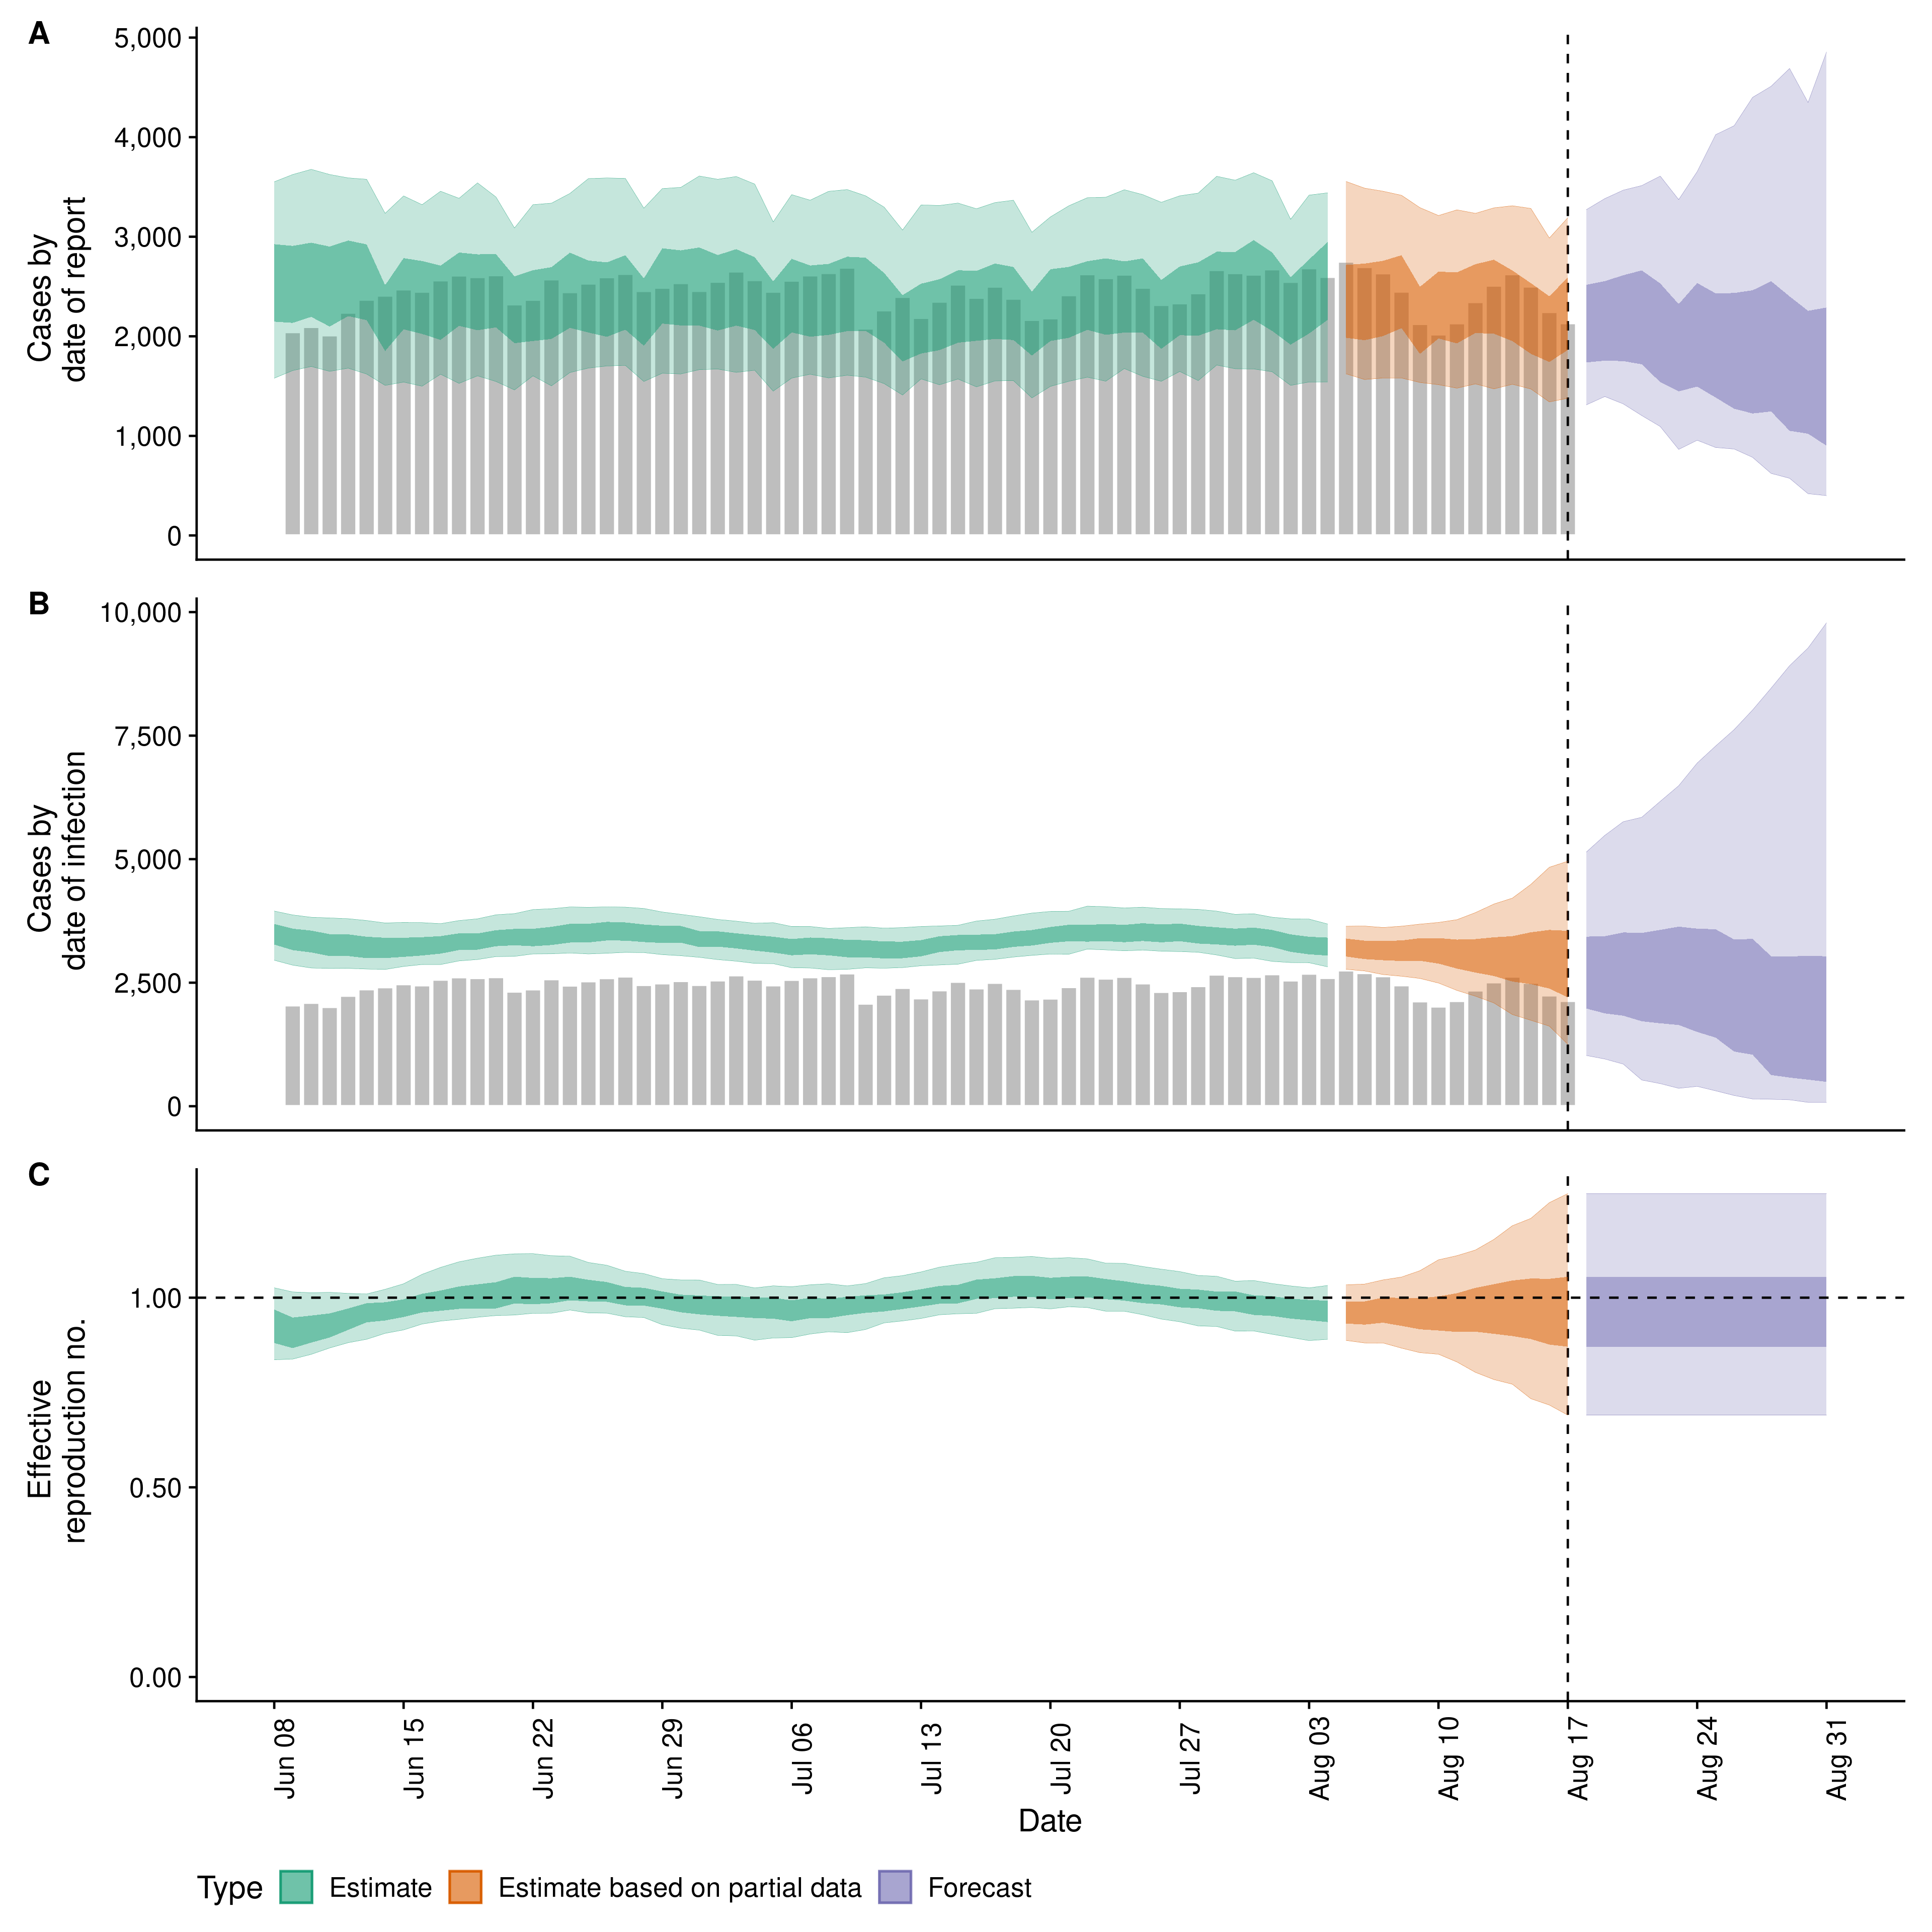 A
5,000
4,000
3,000
2,000
1,000
0
Cases by
date of report
B
10,000
7,500
5,000
2,500
0
Cases by
date of infection
C
1.00
0.50
0.00
Effective
reproduction no.
Jun 08
Jun 15
Jun 22
Jun 29
Jul 06
Jul 13
Jul 20
Jul 27
Aug 03
Aug 10
Aug 17
Aug 24
Aug 31
Date
Type Estimate Estimate based on partial data Forecast